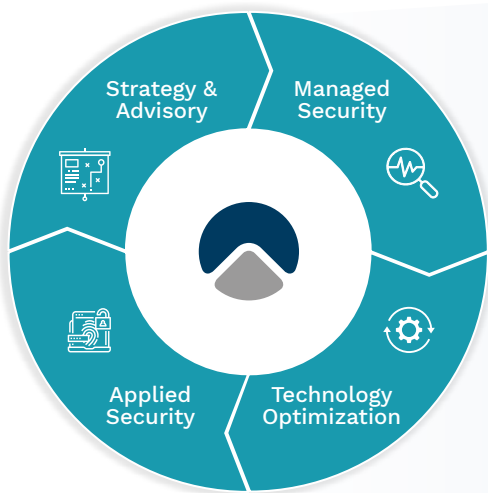 Strategy &
Advisory
Managed
Security
Applied
Security
Technology
Optimization